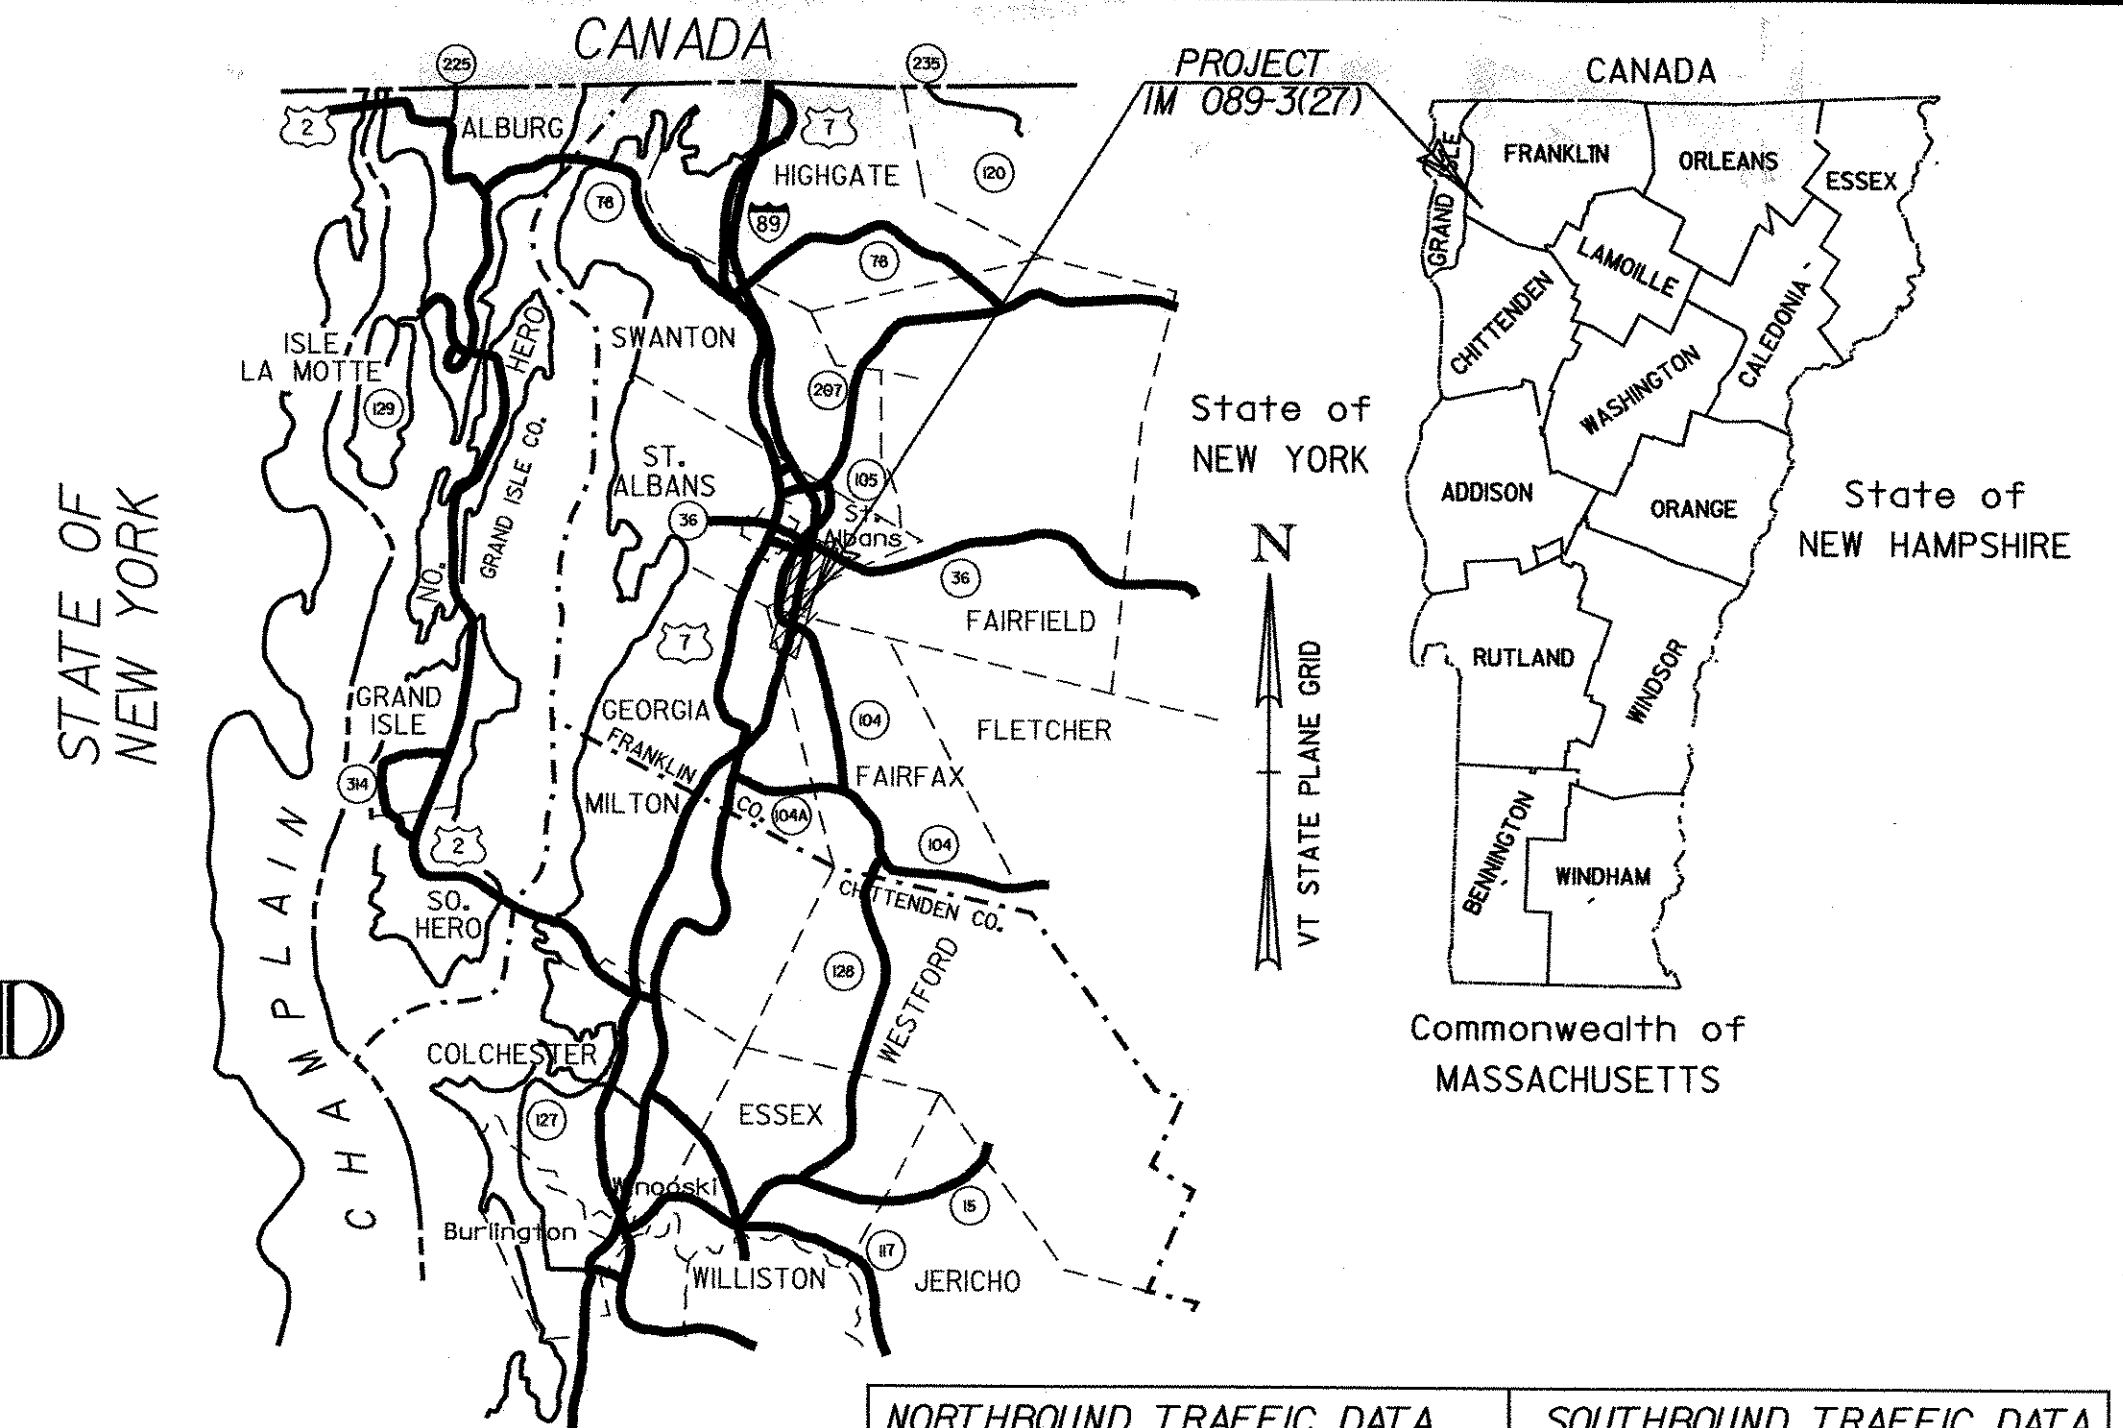 CANADA
225
235
2
ALBURG
7
HIGHGATE
120
78
89
78
ISLE
LA MOTTE
129
HERO
SWANTON
207
GRAND ISLE CO.
ST.
ALBANS
105
36
St.
Albans
NO.
36
FAIRFIELD
7
STATE OF
NEW YORK
GRAND
ISLE
GEORGIA
104
FLETCHER
FRANKLIN
CO.
314
MILTON
FAIRFAX
104A
2
104
SO.
HERO
CHITTENDEN CO.
128
WESTFORD
CHAMPLAIN
COLCHESTER
127
ESSEX
Winooski
Burlington
15
117
WILLISTON
JERICHO
D
PROJECT
IM 089-3(27)
CANADA
GRAND ISLE
FRANKLIN
ORLEANS
ESSEX
LAMOILLE
CHITTENDEN
CALEDONIA
WASHINGTON
State of
NEW YORK
ADDISON
ORANGE
State of
NEW HAMPSHIRE
N
VT STATE PLANE GRID
RUTLAND
WINDSOR
BENNINGTON
WINDHAM
Commonwealth of
MASSACHUSETTS
NORTHBOUND TRAFFIC DATA
SOUTHBOUND TRAFFIC DATA